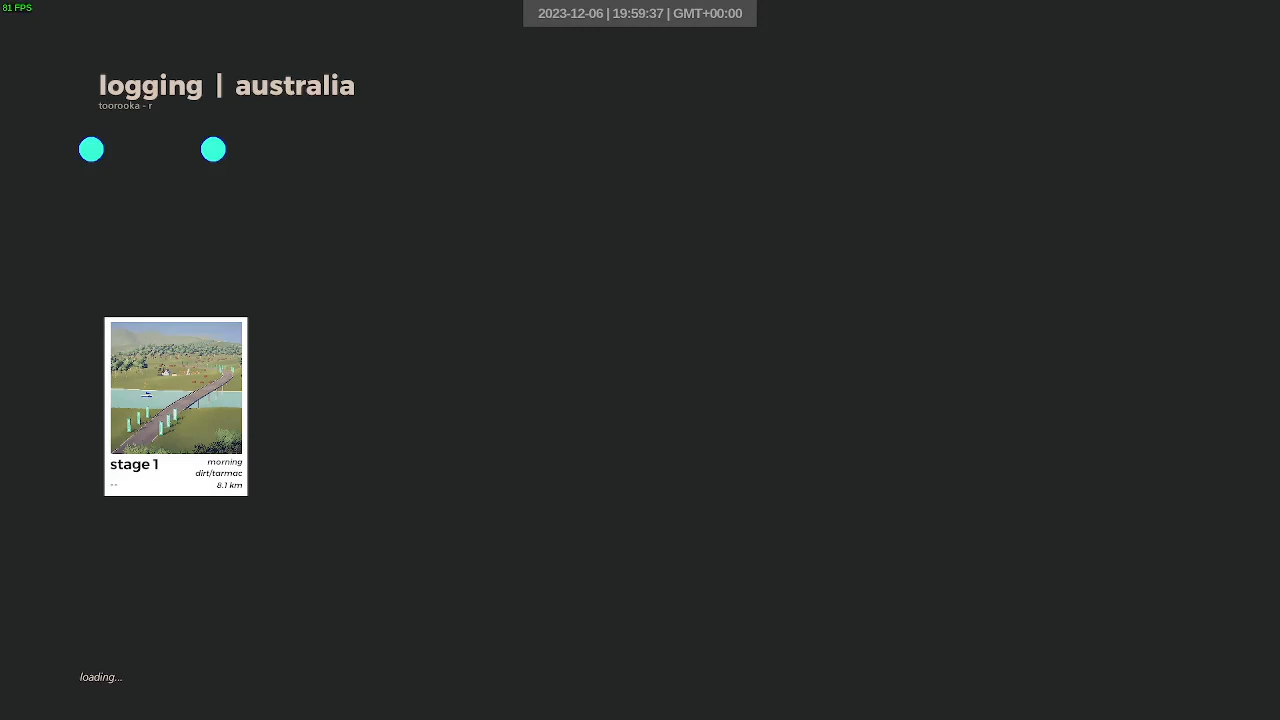 81 FPS
2023-12-06 | 19:59:37 | GMT+00:00
logging | australia
toorooka - r
stage 1
morning
dirt/tarmac
--
8.1 km
loading...